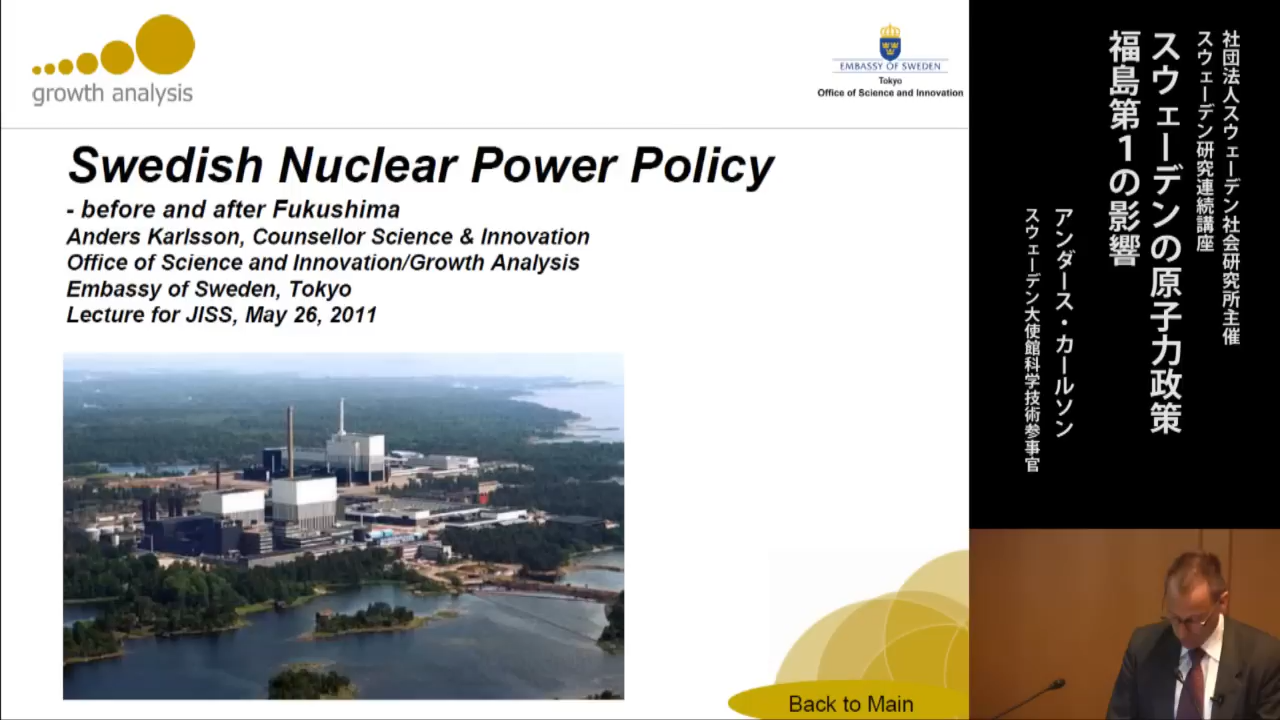 growth analysis
EMBASSY OF SWEDEN
Tokyo
Office of Science and Innovation
Swedish Nuclear Power Policy
- before and after Fukushima
Anders Karlsson, Counsellor Science & Innovation
Office of Science and Innovation/Growth Analysis
Embassy of Sweden, Tokyo
Lecture for JISS, May 26, 2011
Back to Main
社団法人スウェーデン社会研究所主催
スウェーデン研究連続講座
スウェーデンの原子力政策
福島第1の影響
アンダース・カールソン
スウェーデン大使館科学技術参事官